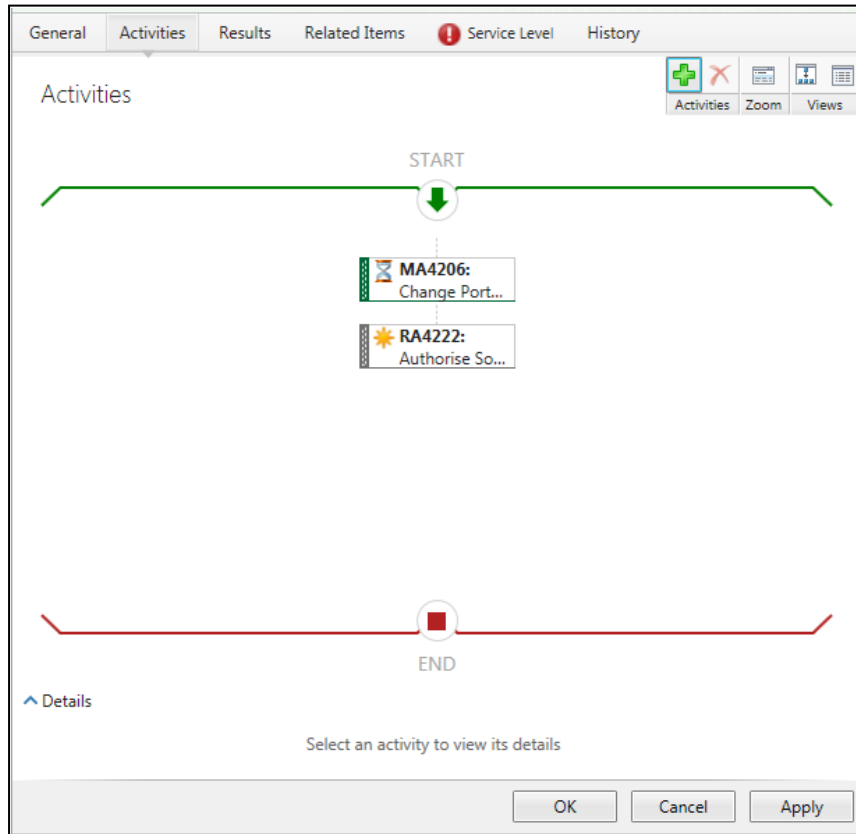 General Activities Results Related Items Service Level History
Activities
Activities Zoom Views
START
MA4206:
Change Port...
RA4222:
Authorise So...
END
Details
Select an activity to view its details
OK Cancel Apply